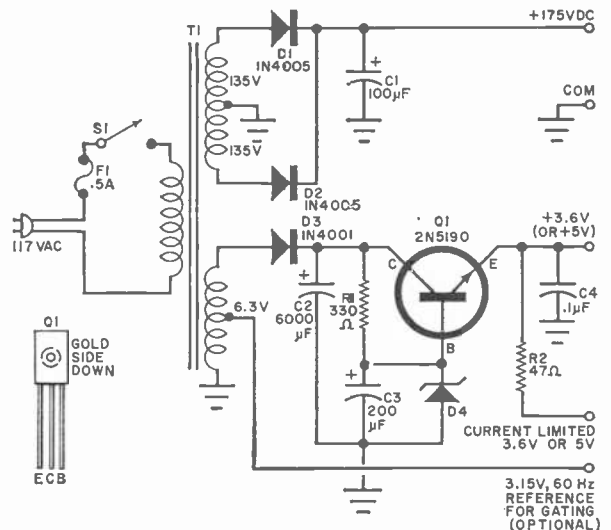 +175VDC
T1
D1
1N4005
135V
+
C1
100µF
COM
S1
135V
F1
.5A
D2
1N4005
117 VAC
D3
1N4001
Q1
2N5190
+3.6V
(OR+5V)
C
E
+
C2
6000
µF
R1
330
Ω
6.3V
C4
.1µF
B
Q1
GOLD
SIDE
DOWN
+
C3
200
µF
D4
R2
47Ω
CURRENT LIMITED
3.6V OR 5V
ECB
3.15V, 60 Hz
REFERENCE
FOR GATING
(OPTIONAL)